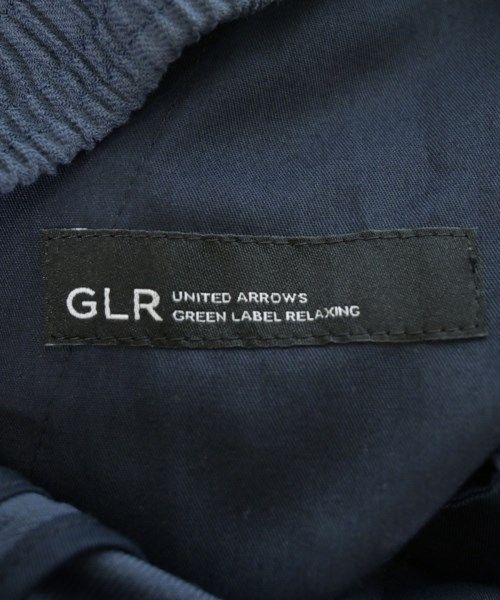 GLR
UNITED ARROWS
GREEN LABEL RELAXING